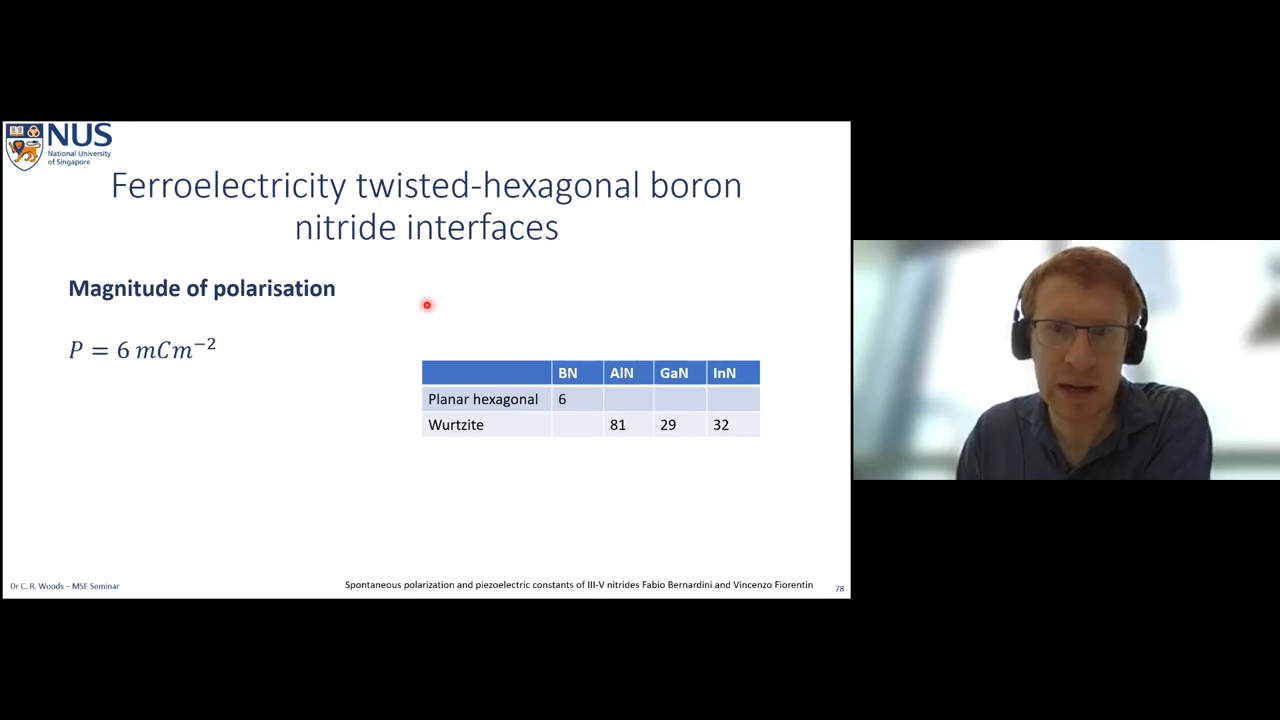 NUS
National University
of Singapore
Ferroelectricity twisted-hexagonal boron
nitride interfaces
Magnitude of polarisation
P = 6 mCm⁻²
BN AlN GaN InN
Planar hexagonal 6
Wurtzite 81 29 32
Dr C. R. Woods – MSE Seminar
Spontaneous polarization and piezoelectric constants of III-V nitrides Fabio Bernardini and Vincenzo Fiorentin
78